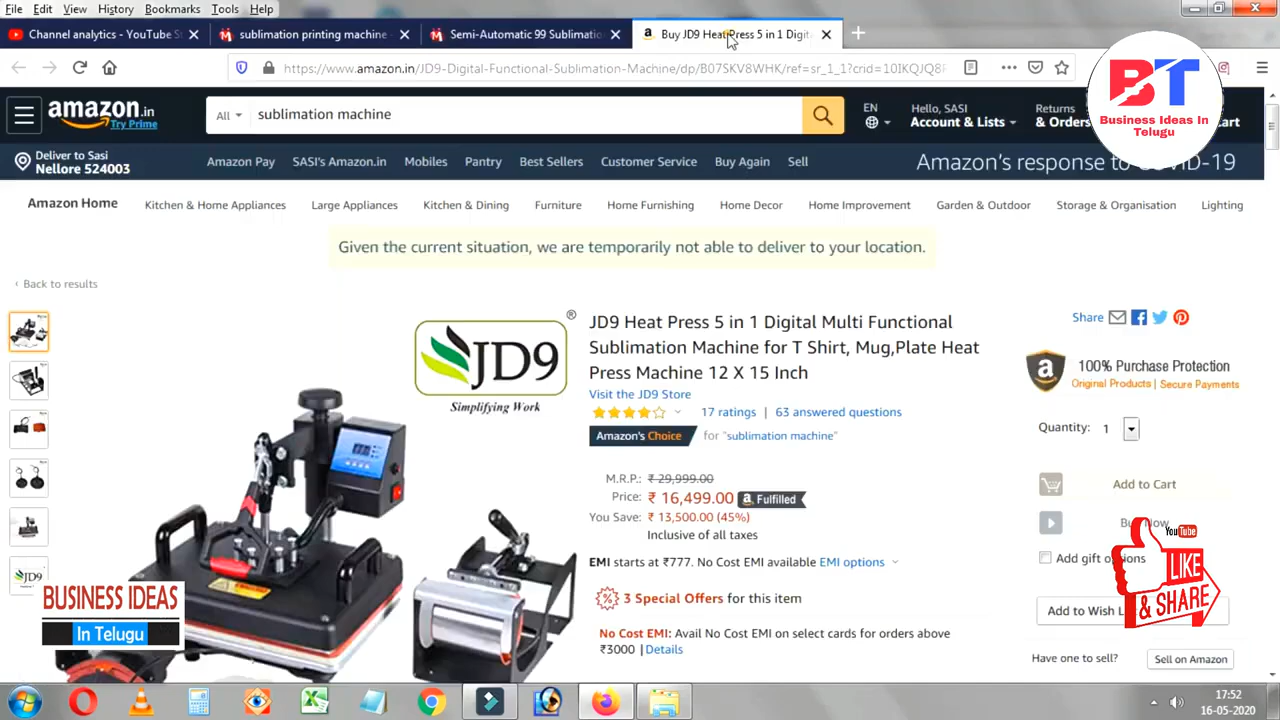 File Edit View History Bookmarks Tools Help
Channel analytics - YouTube S
sublimation printing machine -
Semi-Automatic 99 Sublimatio
Buy JD9 Heat Press 5 in 1 Digit
https://www.amazon.in/JD9-Digital-Functional-Sublimation-Machine/dp/B07SKV8WHK/ref=sr_1_1?crid=10IKQJQ8F
BT
Business Ideas In
Telugu
amazon.in
Try Prime
All
sublimation machine
EN
Hello, SASI
Account & Lists
Returns
& Orders
Cart
Deliver to Sasi
Nellore 524003
Amazon Pay SASI's Amazon.in Mobiles Pantry Best Sellers Customer Service Buy Again Sell
Amazon's response to COVID-19
Amazon Home Kitchen & Home Appliances Large Appliances Kitchen & Dining Furniture Home Furnishing Home Decor Home Improvement Garden & Outdoor Storage & Organisation Lighting
Given the current situation, we are temporarily not able to deliver to your location.
‹ Back to results
JD9
®
Simplifying Work
JD9 Heat Press 5 in 1 Digital Multi Functional
Sublimation Machine for T Shirt, Mug,Plate Heat
Press Machine 12 X 15 Inch
Visit the JD9 Store
17 ratings | 63 answered questions
Amazon's Choice for "sublimation machine"
M.R.P.: ₹ 29,999.00
Price: ₹ 16,499.00 a Fulfilled
You Save: ₹ 13,500.00 (45%)
Inclusive of all taxes
EMI starts at ₹777. No Cost EMI available EMI options
3 Special Offers for this item
No Cost EMI: Avail No Cost EMI on select cards for orders above
₹3000 | Details
Share
100% Purchase Protection
Original Products | Secure Payments
Quantity: 1
Add to Cart
Buy Now
Add gift options
Add to Wish L
Have one to sell?
Sell on Amazon
YouTube
LIKE
& SHARE
JD9
BUSINESS IDEAS
In Telugu
17:52
16-05-2020